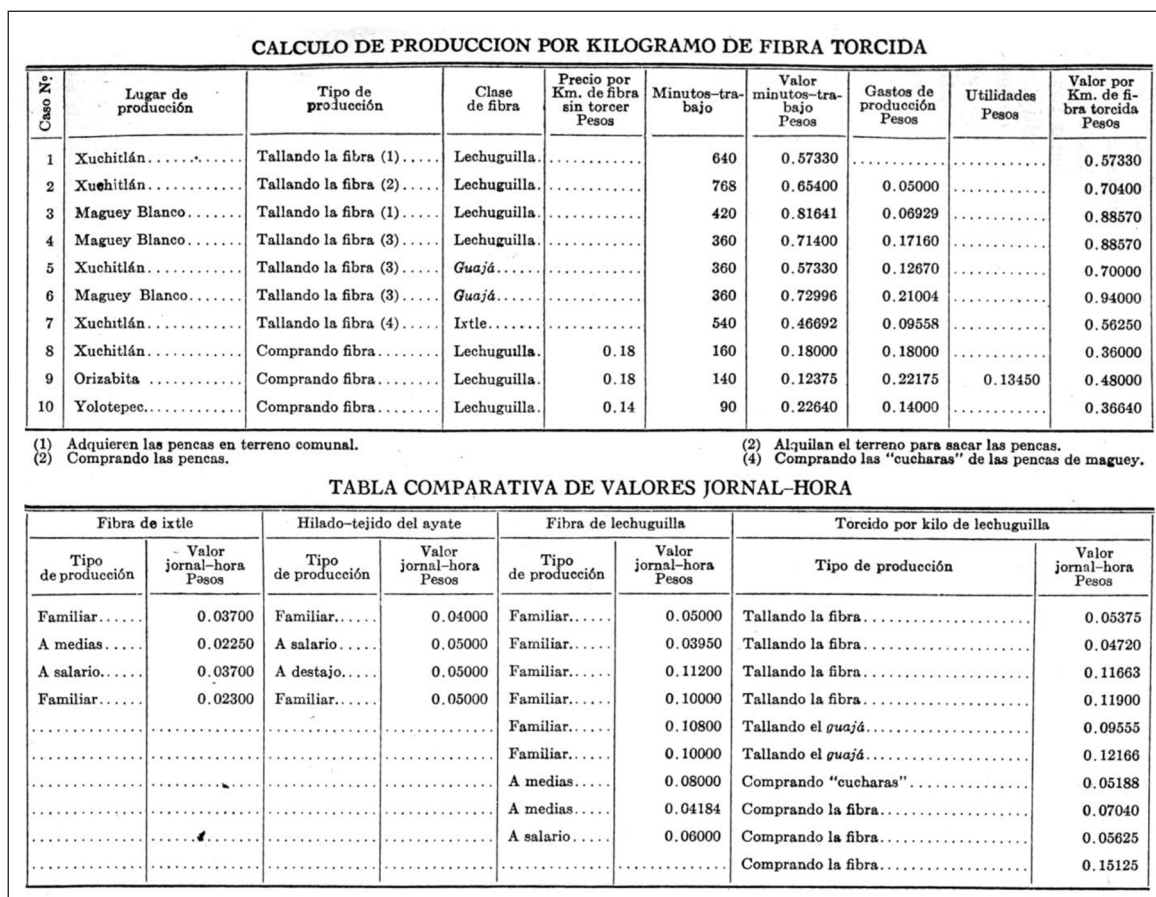 CALCULO DE PRODUCCION POR KILOGRAMO DE FIBRA TORCIDA
Caso Nº | Lugar de producción | Tipo de producción | Clase de fibra | Precio por Km. de fibra sin torcer Pesos | Minutos-trabajo | Valor minutos-trabajo Pesos | Gastos de producción Pesos | Utilidades Pesos | Valor por Km. de fibra torcida Pesos
1 Xuchitlán............ Tallando la fibra (1)..... Lechuguilla. ............ 640 0.57330 ............ ............ 0.57330
2 Xuchitlán............ Tallando la fibra (2)..... Lechuguilla. ............ 768 0.65400 0.05000 ............ 0.70400
3 Maguey Blanco....... Tallando la fibra (1)..... Lechuguilla. ............ 420 0.81641 0.06929 ............ 0.88570
4 Maguey Blanco....... Tallando la fibra (3)..... Lechuguilla. ............ 360 0.71400 0.17160 ............ 0.88570
5 Xuchitlán............ Tallando la fibra (3)..... Guajá...... ............ 360 0.57330 0.12670 ............ 0.70000
6 Maguey Blanco....... Tallando la fibra (3)..... Guajá...... ............ 360 0.72996 0.21004 ............ 0.94000
7 Xuchitlán............ Tallando la fibra (4)..... Ixtle....... ............ 540 0.46692 0.09558 ............ 0.56250
8 Xuchitlán............ Comprando fibra........ Lechuguilla. 0.18 160 0.18000 0.18000 ............ 0.36000
9 Orizabita ............ Comprando fibra........ Lechuguilla. 0.18 140 0.12375 0.22175 0.13450 0.48000
10 Yolotepec............ Comprando fibra........ Lechuguilla. 0.14 90 0.22640 0.14000 ............ 0.36640
(1) Adquieren las pencas en terreno comunal. (2) Alquilan el terreno para sacar las pencas.
(2) Comprando las pencas. (4) Comprando las "cucharas" de las pencas de maguey.
TABLA COMPARATIVA DE VALORES JORNAL-HORA
Fibra de ixtle | Hilado-tejido del ayate | Fibra de lechuguilla | Torcido por kilo de lechuguilla
Tipo de producción | Valor jornal-hora Pesos | Tipo de producción | Valor jornal-hora Pesos | Tipo de producción | Valor jornal-hora Pesos | Tipo de producción | Valor jornal-hora Pesos
Familiar...... 0.03700 Familiar...... 0.04000 Familiar...... 0.05000 Tallando la fibra.................... 0.05375
A medias..... 0.02250 A salario..... 0.05000 Familiar...... 0.03950 Tallando la fibra.................... 0.04720
A salario...... 0.03700 A destajo..... 0.05000 Familiar...... 0.11200 Tallando la fibra.................... 0.11663
Familiar...... 0.02300 Familiar...... 0.05000 Familiar...... 0.10000 Tallando la fibra.................... 0.11900
Familiar...... 0.10800 Tallando el guajá.................... 0.09555
Familiar...... 0.10000 Tallando el guajá.................... 0.12166
A medias..... 0.08000 Comprando "cucharas"................ 0.05188
A medias..... 0.04184 Comprando la fibra.................. 0.07040
A salario..... 0.06000 Comprando la fibra.................. 0.05625
Comprando la fibra.................. 0.15125